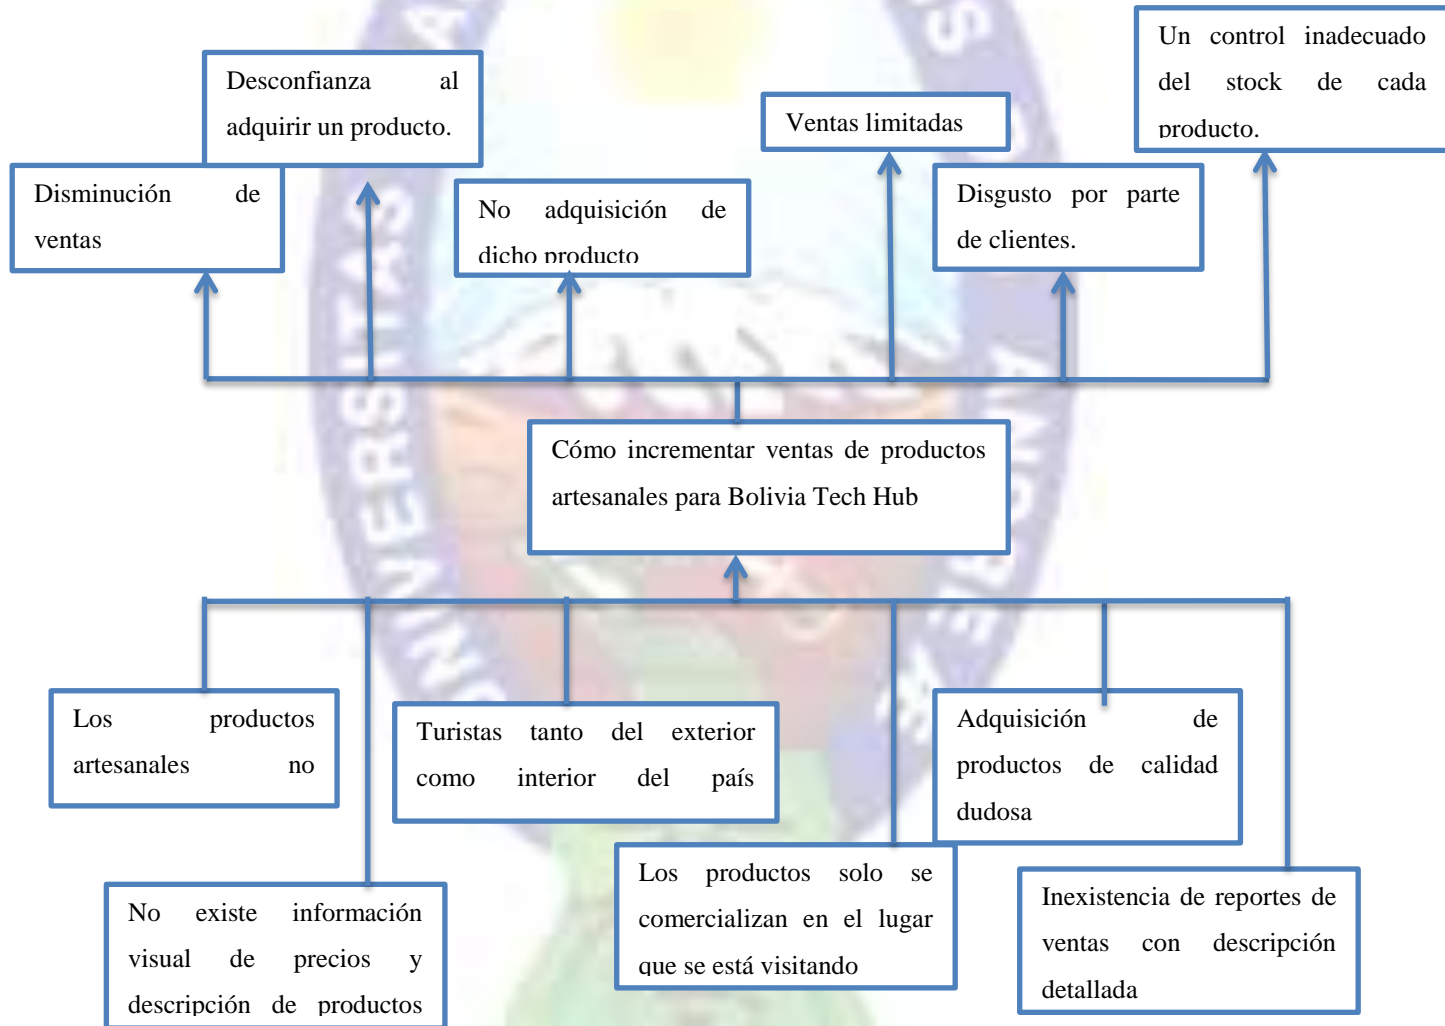 Un control inadecuado
del stock de cada
producto.
Desconfianza al
adquirir un producto.
Ventas limitadas
Disminución de
ventas
No adquisición de
dicho producto
Disgusto por parte
de clientes.
Cómo incrementar ventas de productos
artesanales para Bolivia Tech Hub
Los productos
artesanales no
Turistas tanto del exterior
como interior del país
Adquisición de
productos de calidad
dudosa
No existe información
visual de precios y
descripción de productos
Los productos solo se
comercializan en el lugar
que se está visitando
Inexistencia de reportes de
ventas con descripción
detallada
UNIVERSITAS